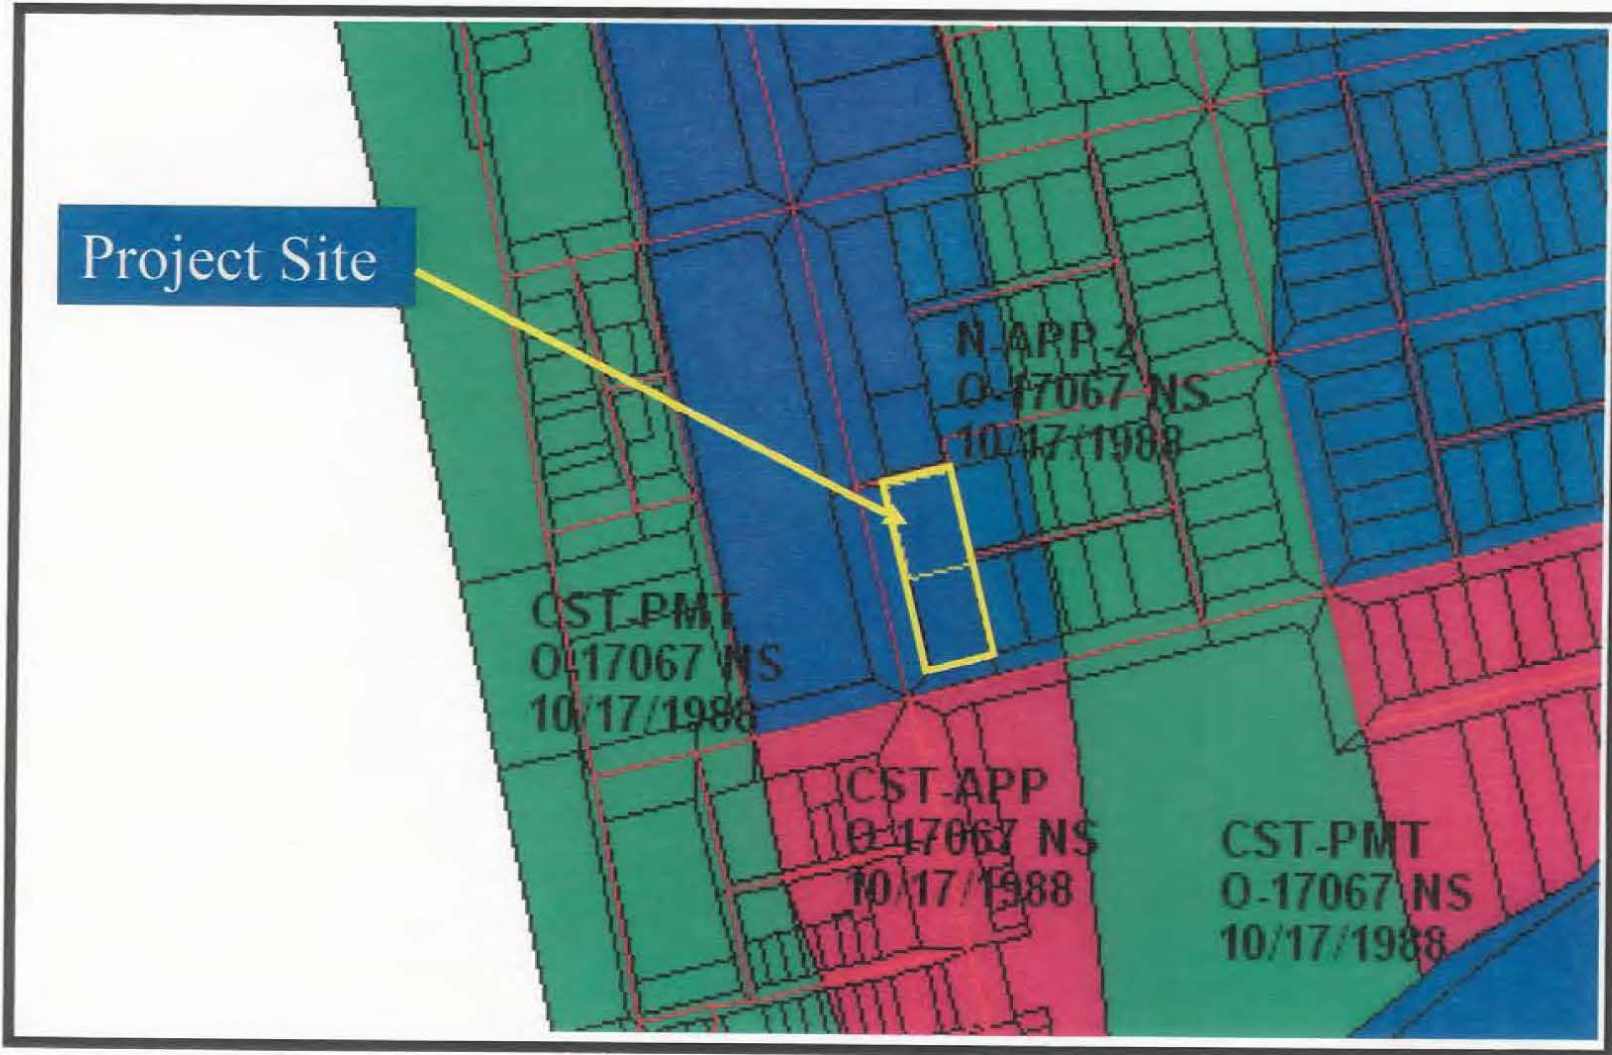 Project Site
N-APP-2
O-17067 NS
10/17/1988
CST-PMT
O-17067 NS
10/17/1988
CST-APP
O-17067 NS
10/17/1988
CST-PMT
O-17067 NS
10/17/1988